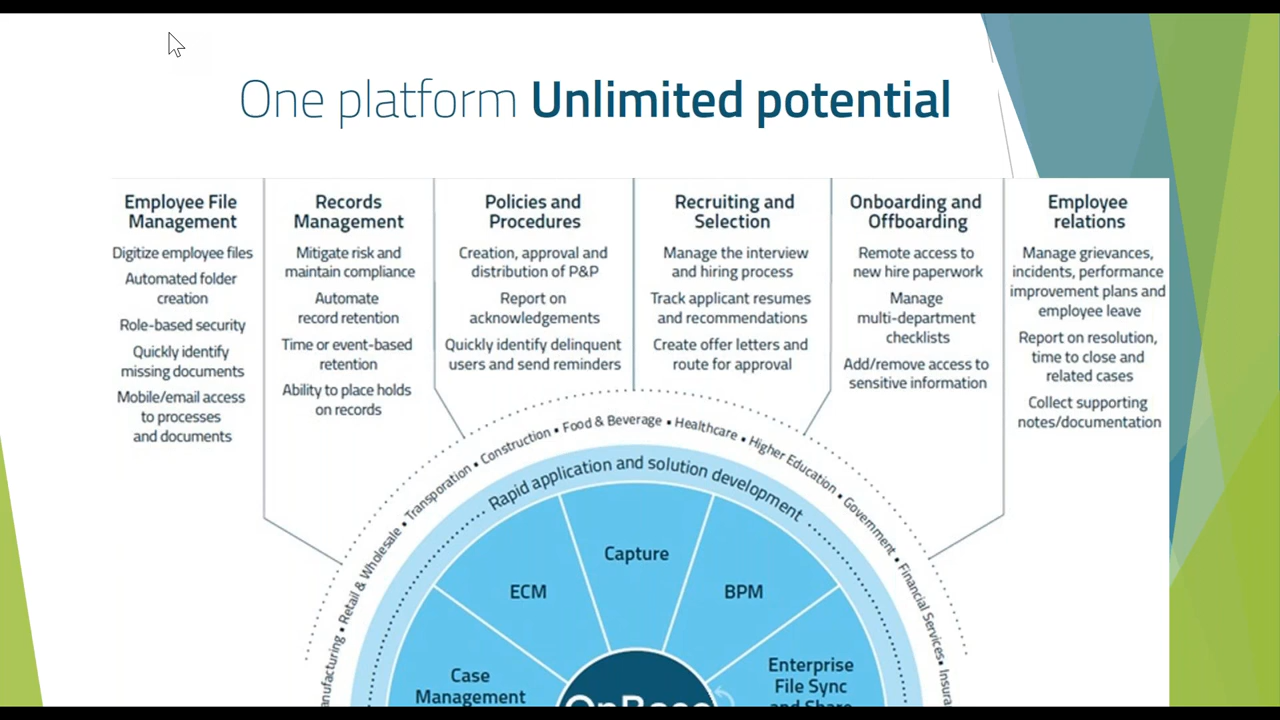 One platform Unlimited potential
Employee File
Management
Digitize employee files
Automated folder
creation
Role-based security
Quickly identify
missing documents
Mobile/email access
to processes
and documents
Records
Management
Mitigate risk and
maintain compliance
Automate
record retention
Time or event-based
retention
Ability to place holds
on records
Policies and
Procedures
Creation, approval and
distribution of P&P
Report on
acknowledgements
Quickly identify delinquent
users and send reminders
Recruiting and
Selection
Manage the interview
and hiring process
Track applicant resumes
and recommendations
Create offer letters and
route for approval
Onboarding and
Offboarding
Remote access to
new hire paperwork
Manage
multi-department
checklists
Add/remove access to
sensitive information
Employee
relations
Manage grievances,
incidents, performance
improvement plans and
employee leave
Report on resolution,
time to close and
related cases
Collect supporting
notes/documentation
• Retail & Wholesale • Transporation • Construction • Food & Beverage • Healthcare • Higher Education • Government • Financial Services •
Rapid application and solution development
Capture
ECM
BPM
Case
Management
Enterprise
File Sync
and Share
OnBase